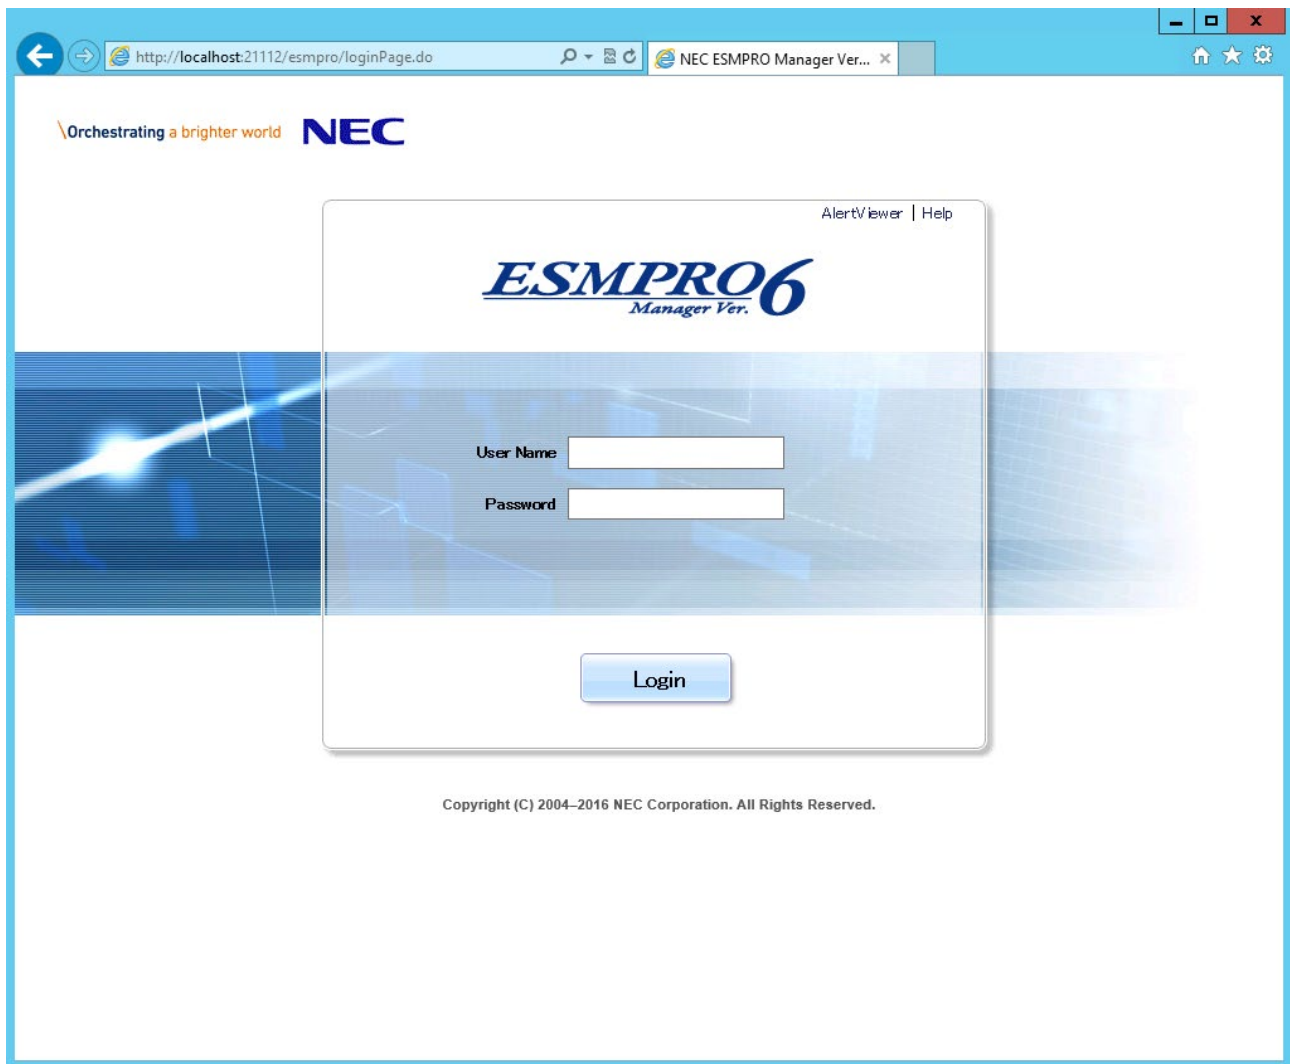 http://localhost:21112/esmpro/loginPage.do
NEC ESMPRO Manager Ver...
\Orchestrating a brighter world NEC
AlertViewer | Help
ESMPRO6
Manager Ver.
User Name
Password
Login
Copyright (C) 2004–2016 NEC Corporation. All Rights Reserved.